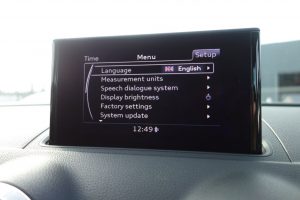 Time Menu Setup
Language English
Measurement units
Speech dialogue system
Display brightness
Factory settings
System update
12:49